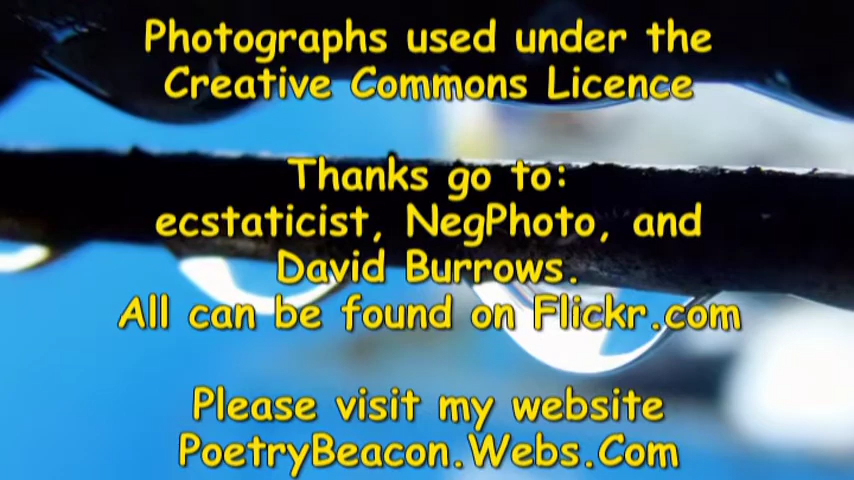 Photographs used under the
Creative Commons Licence
Thanks go to:
ecstaticist, NegPhoto, and
David Burrows.
All can be found on Flickr.com
Please visit my website
PoetryBeacon.Webs.Com